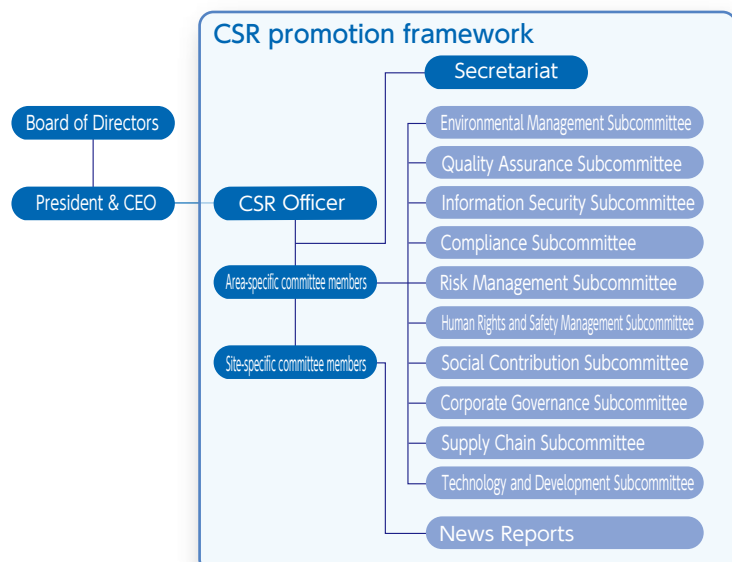 CSR promotion framework
Secretariat
Board of Directors
Environmental Management Subcommittee
Quality Assurance Subcommittee
President & CEO
CSR Officer
Information Security Subcommittee
Compliance Subcommittee
Area-specific committee members
Risk Management Subcommittee
Human Rights and Safety Management Subcommittee
Site-specific committee members
Social Contribution Subcommittee
Corporate Governance Subcommittee
Supply Chain Subcommittee
Technology and Development Subcommittee
News Reports